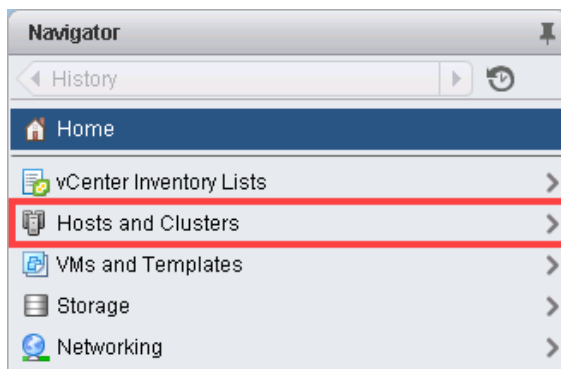 Navigator
History
Home
vCenter Inventory Lists
Hosts and Clusters
VMs and Templates
Storage
Networking